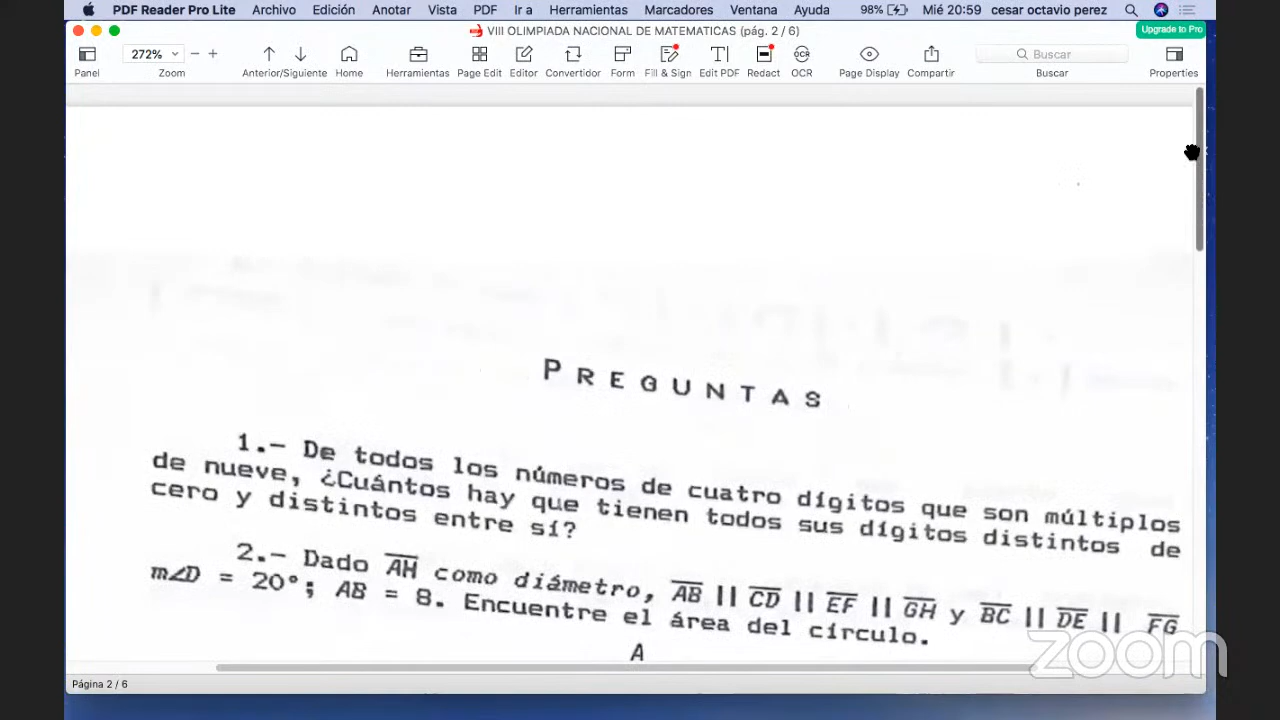 PDF Reader Pro Lite Archivo Edición Anotar Vista PDF Ir a Herramientas Marcadores Ventana Ayuda 98% Mié 20:59 cesar octavio perez
VIII OLIMPIADA NACIONAL DE MATEMATICAS (pág. 2 / 6)
Upgrade to Pro
272% Buscar
Panel Zoom Anterior/Siguiente Home Herramientas Page Edit Editor Convertidor Form Fill & Sign Edit PDF Redact OCR Page Display Compartir Buscar Properties
PREGUNTAS
1.- De todos los números de cuatro dígitos que son múltiplos
de nueve, ¿Cuántos hay que tienen todos sus dígitos distintos de
cero y distintos entre sí?
2.- Dado AH como diámetro, AB || CD || EF || GH y BC || DE || FG
m∠D = 20°; AB = 8. Encuentre el área del círculo.
A
zoom
Página 2 / 6